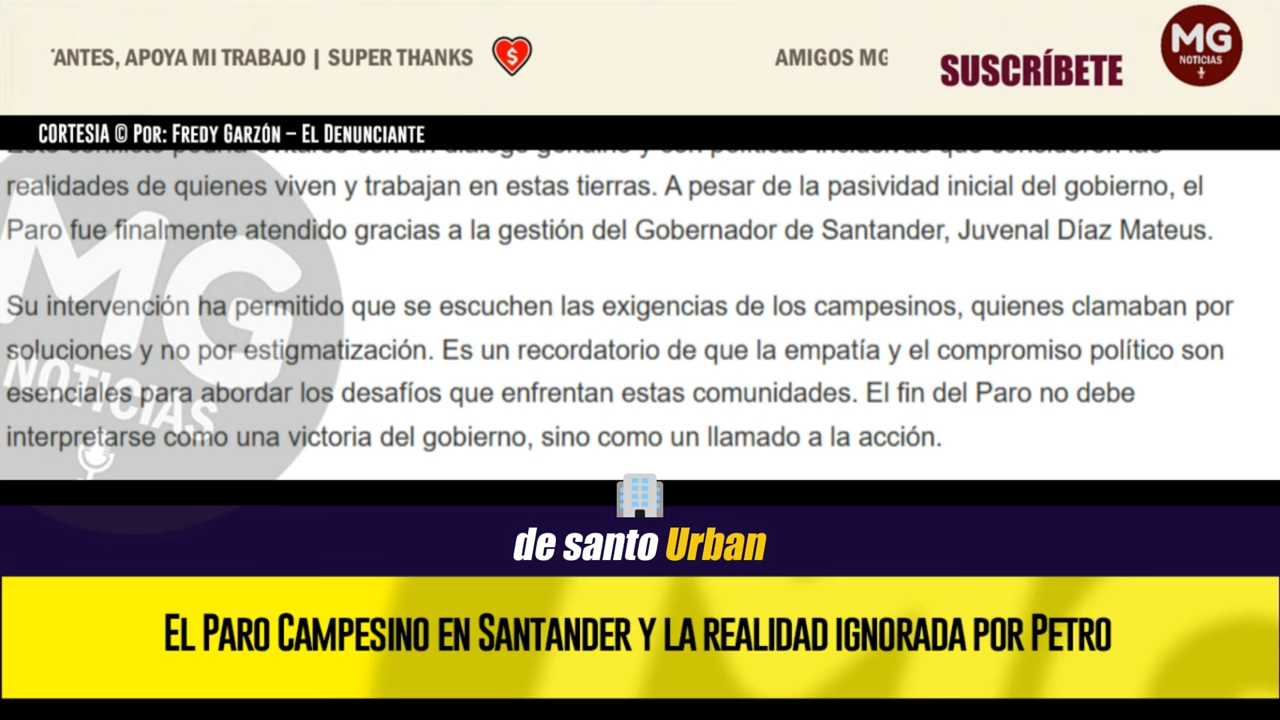 'ANTES, APOYA MI TRABAJO | SUPER THANKS
AMIGOS MG
SUSCRÍBETE
MG
NOTICIAS
CORTESIA © Por: Fredy Garzón – El Denunciante
realidades de quienes viven y trabajan en estas tierras. A pesar de la pasividad inicial del gobierno, el
Paro fue finalmente atendido gracias a la gestión del Gobernador de Santander, Juvenal Díaz Mateus.
Su intervención ha permitido que se escuchen las exigencias de los campesinos, quienes clamaban por
soluciones y no por estigmatización. Es un recordatorio de que la empatía y el compromiso político son
esenciales para abordar los desafíos que enfrentan estas comunidades. El fin del Paro no debe
interpretarse como una victoria del gobierno, sino como un llamado a la acción.
MG
NOTICIAS
de santo Urban
El Paro Campesino en Santander y la realidad ignorada por Petro